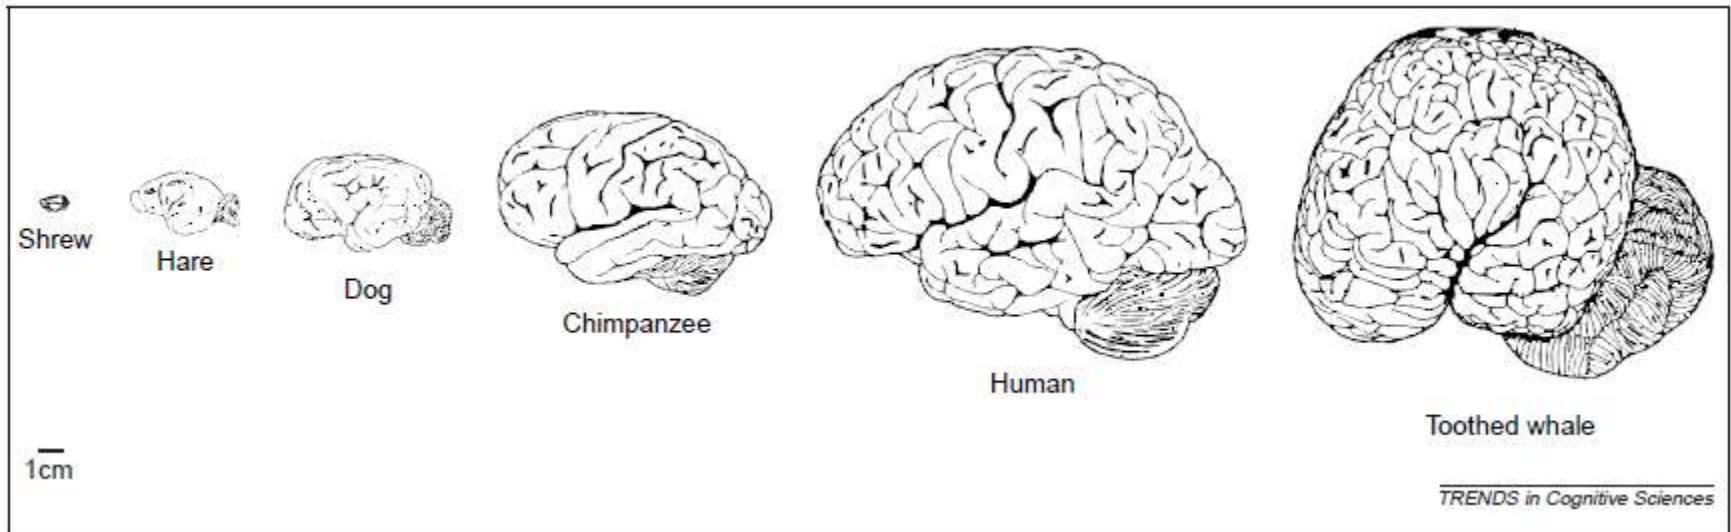 Shrew
Hare
Dog
Chimpanzee
Human
Toothed whale
1cm
TRENDS in Cognitive Sciences